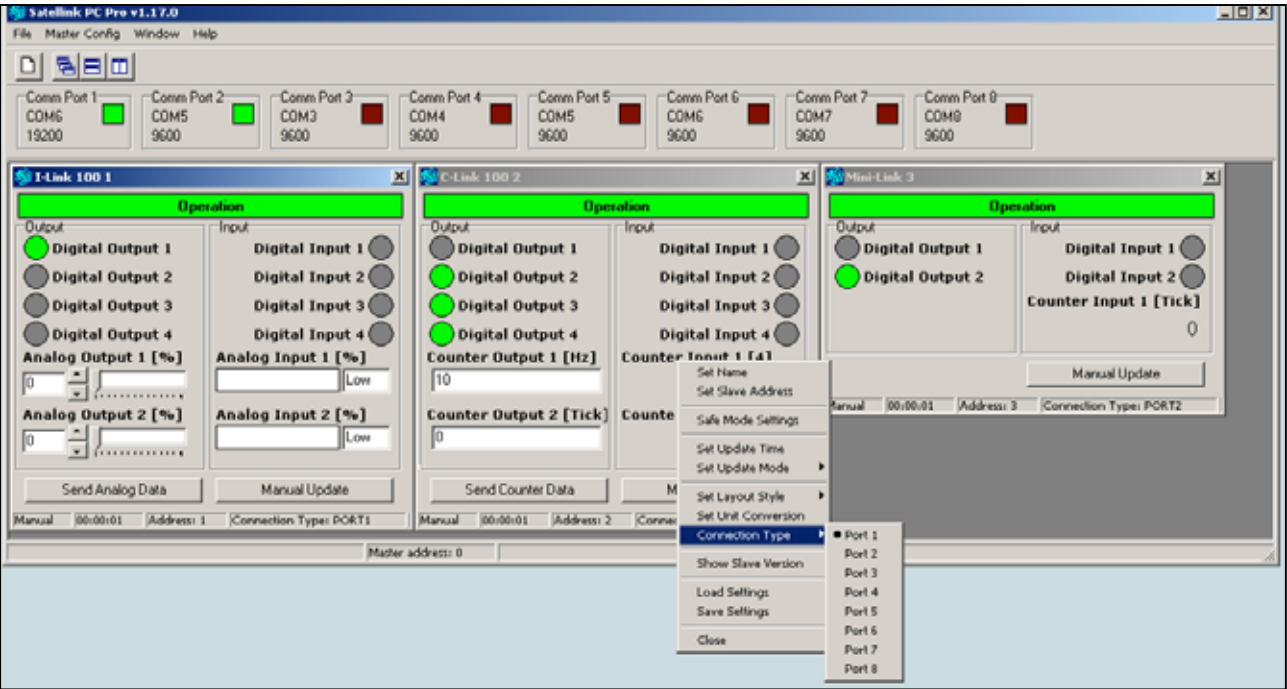 Satellink PC Pro v1.17.0
File Master Config Window Help
Comm Port 1 Comm Port 2 Comm Port 3 Comm Port 4 Comm Port 5 Comm Port 6 Comm Port 7 Comm Port 8
COM6 COM5 COM3 COM4 COM5 COM6 COM7 COM8
19200 9600 9600 9600 9600 9600 9600 9600
I-Link 100 1
Operation
Output Input
Digital Output 1 Digital Input 1
Digital Output 2 Digital Input 2
Digital Output 3 Digital Input 3
Digital Output 4 Digital Input 4
Analog Output 1 [%] Analog Input 1 [%]
0 Low
Analog Output 2 [%] Analog Input 2 [%]
0 Low
Send Analog Data Manual Update
Manual 00:00:01 Address: 1 Connection Type: PORT1
C-Link 100 2
Operation
Output Input
Digital Output 1 Digital Input 1
Digital Output 2 Digital Input 2
Digital Output 3 Digital Input 3
Digital Output 4 Digital Input 4
Counter Output 1 [Hz] Counter Input 1 [4]
10
Counter Output 2 [Tick] Counte
0
Send Counter Data M
Manual 00:00:01 Address: 2 Connec
Mini-Link 3
Operation
Output Input
Digital Output 1 Digital Input 1
Digital Output 2 Digital Input 2
Counter Input 1 [Tick]
0
Manual Update
Manual 00:00:01 Address: 3 Connection Type: PORT2
Set Name
Set Slave Address
Safe Mode Settings
Set Update Time
Set Update Mode
Set Layout Style
Set Unit Conversion
Connection Type
Show Slave Version
Load Settings
Save Settings
Close
Port 1
Port 2
Port 3
Port 4
Port 5
Port 6
Port 7
Port 8
Master address: 0